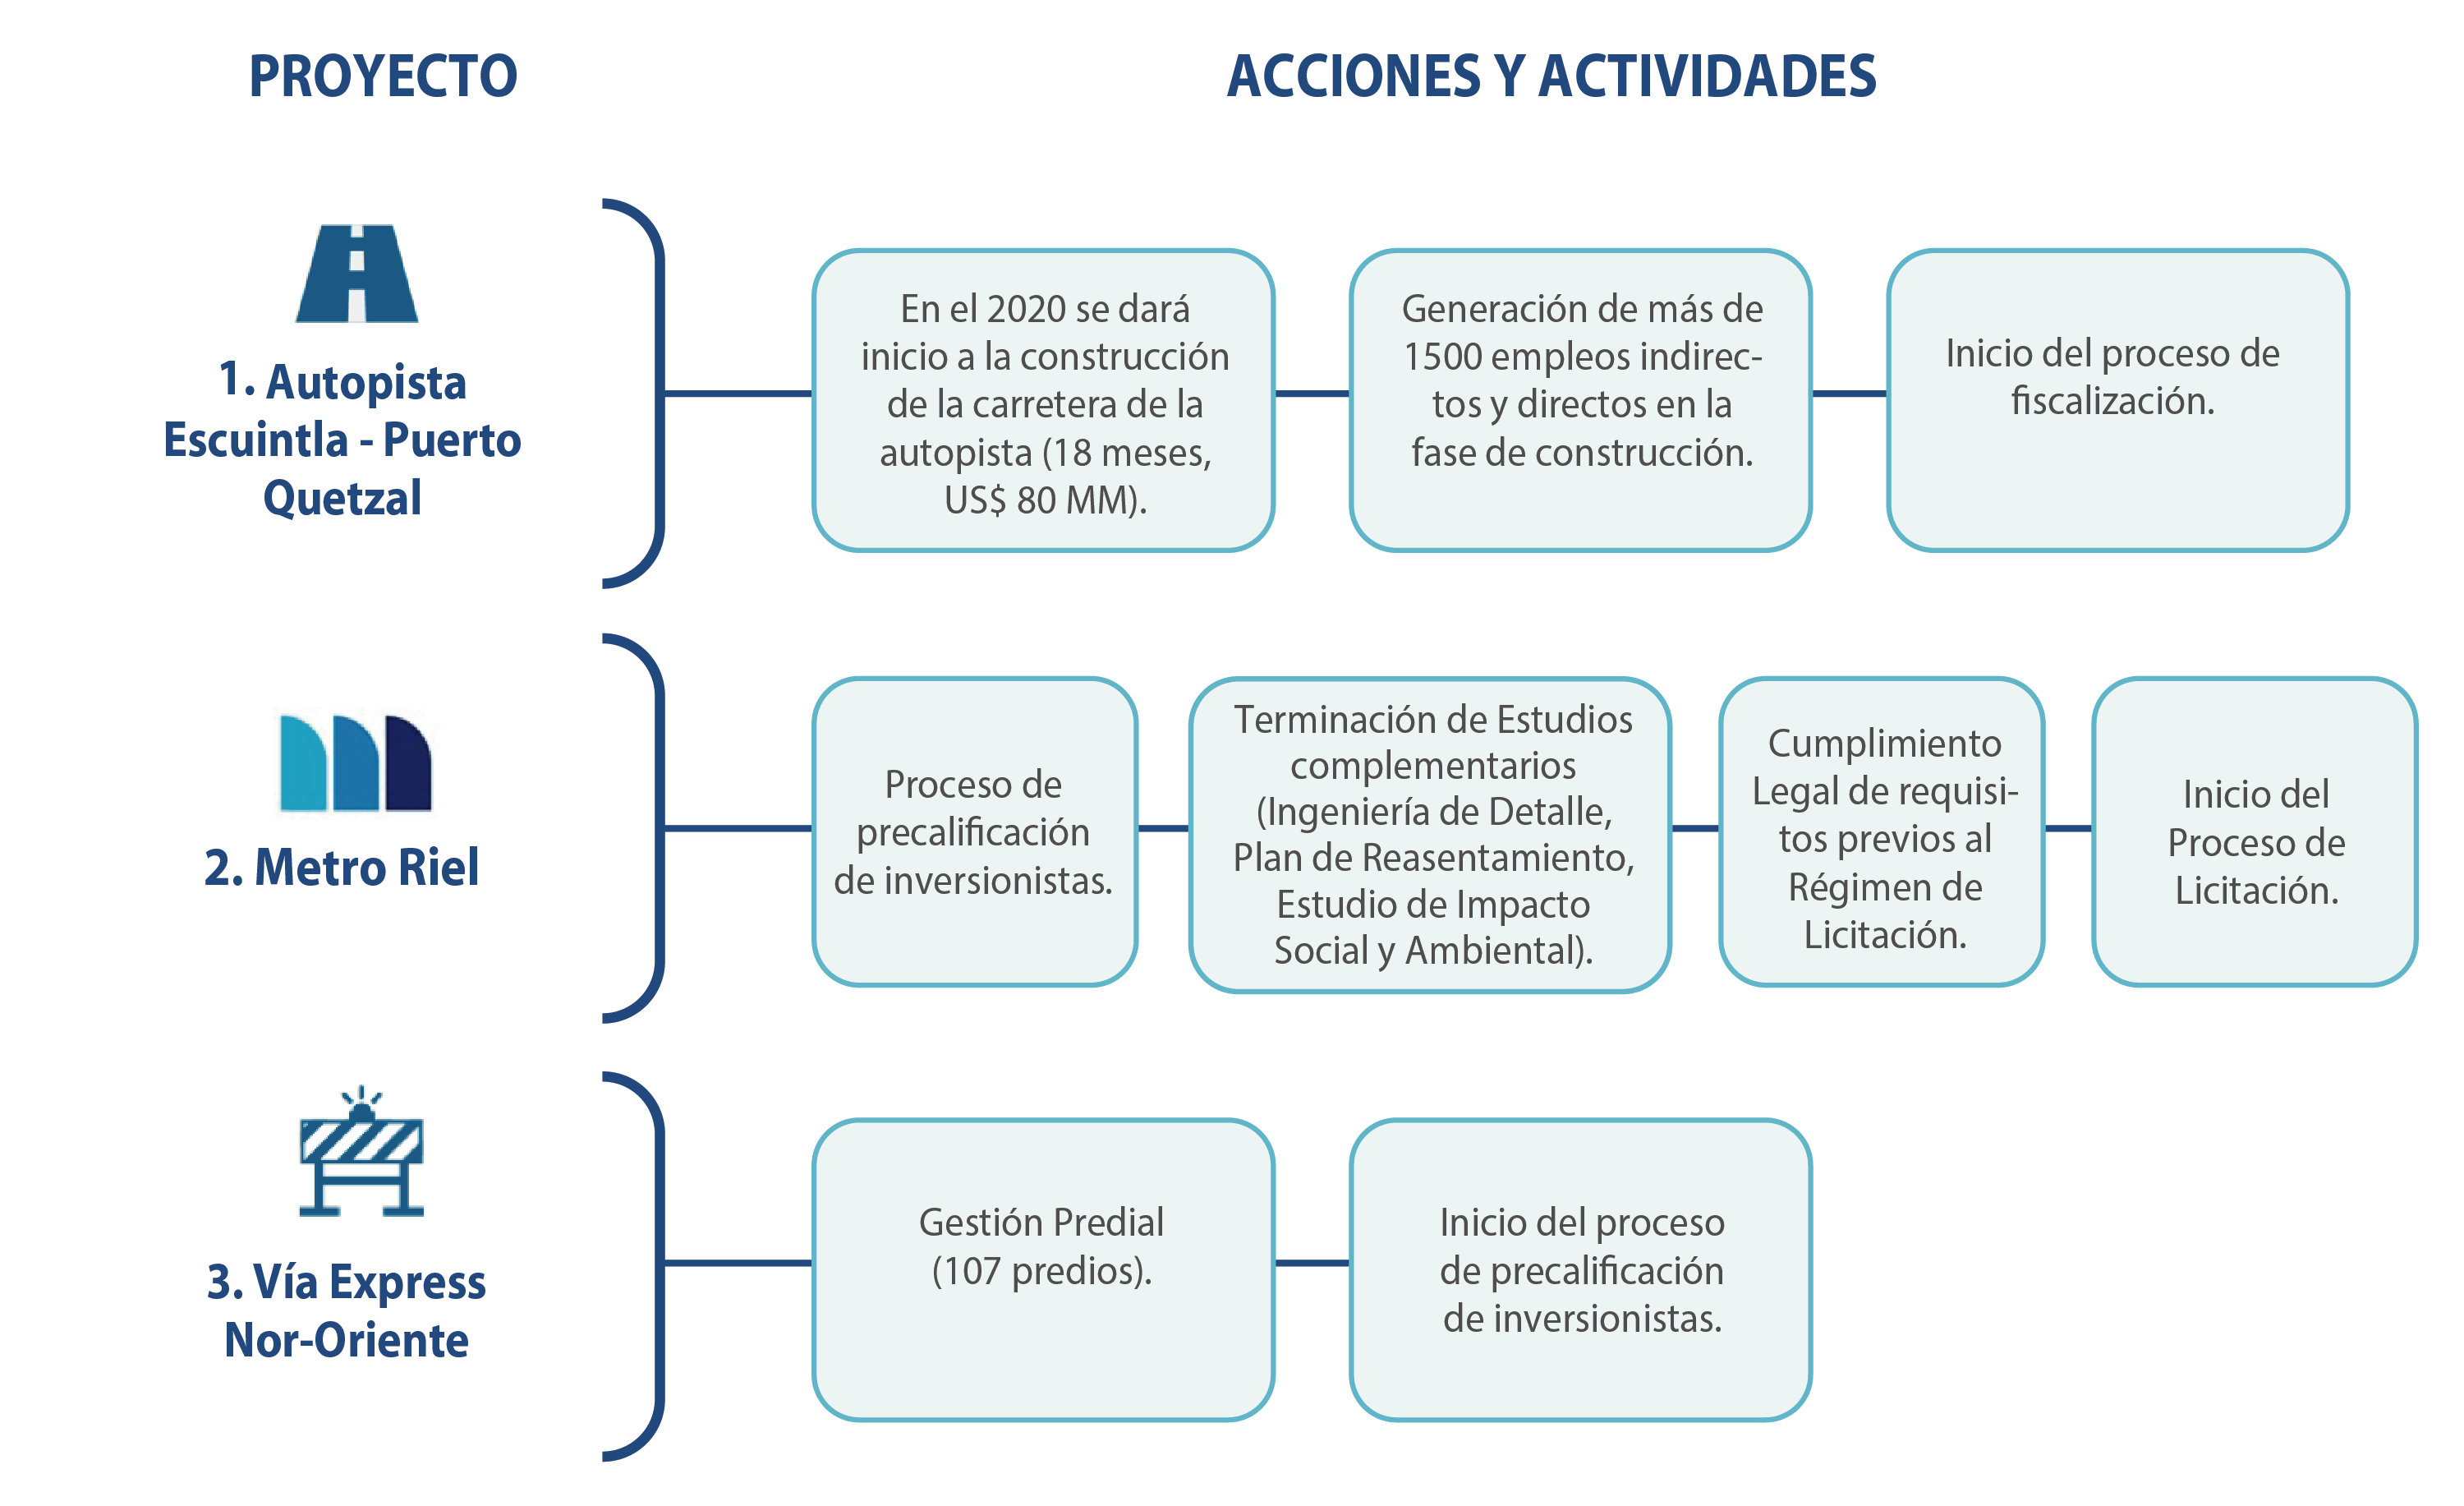 PROYECTO
ACCIONES Y ACTIVIDADES
1. Autopista
Escuintla - Puerto
Quetzal
En el 2020 se dará
inicio a la construcción
de la carretera de la
autopista (18 meses,
US$ 80 MM).
Generación de más de
1500 empleos indirec-
tos y directos en la
fase de construcción.
Inicio del proceso de
fiscalización.
2. Metro Riel
Proceso de
precalificación
de inversionistas.
Terminación de Estudios
complementarios
(Ingeniería de Detalle,
Plan de Reasentamiento,
Estudio de Impacto
Social y Ambiental).
Cumplimiento
Legal de requisi-
tos previos al
Régimen de
Licitación.
Inicio del
Proceso de
Licitación.
3. Vía Express
Nor-Oriente
Gestión Predial
(107 predios).
Inicio del proceso
de precalificación
de inversionistas.